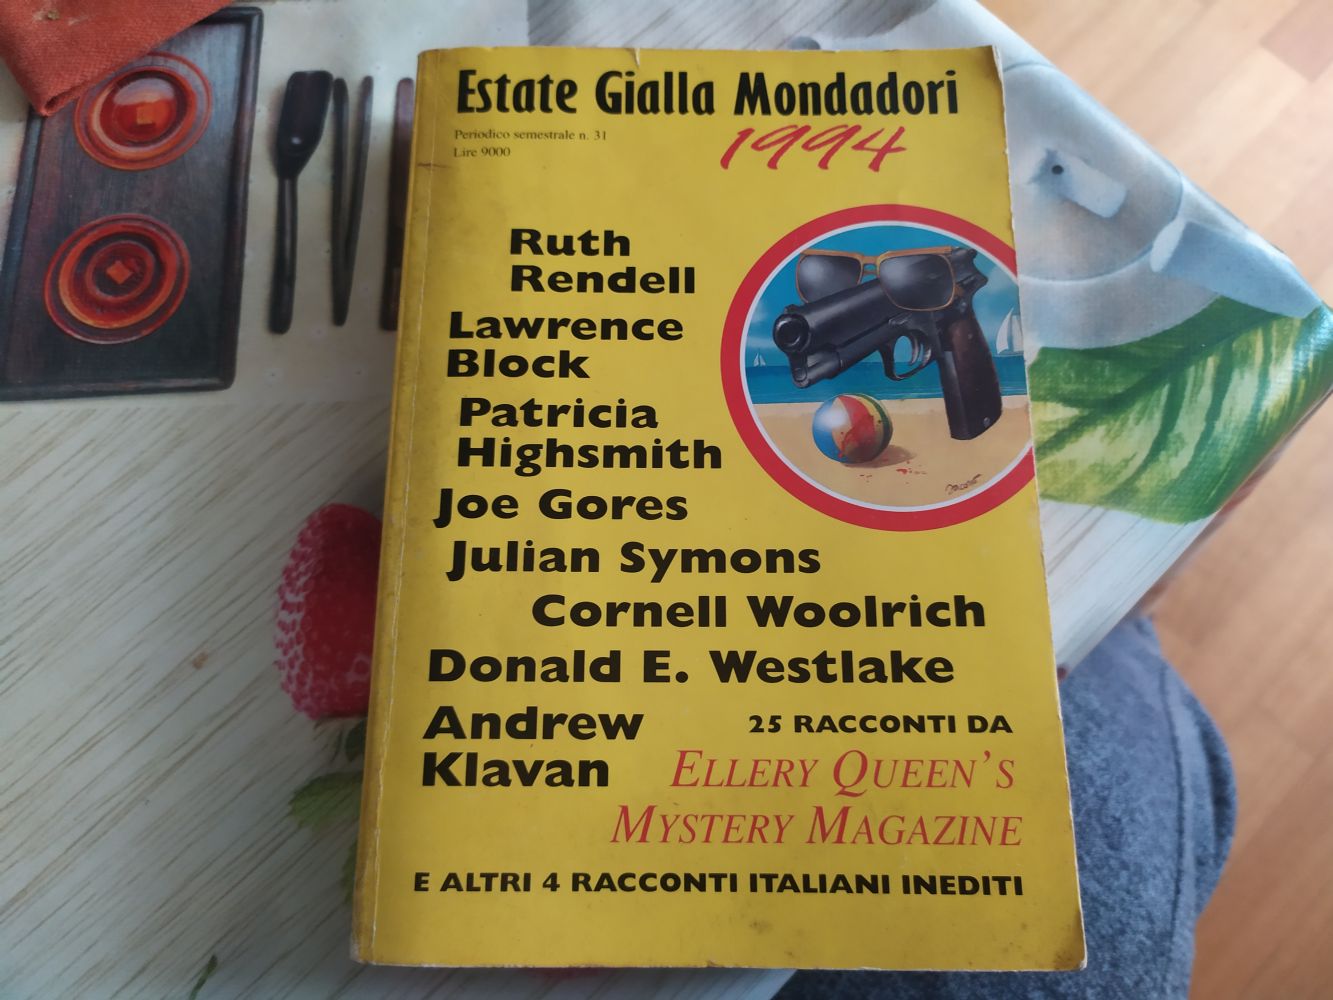 Estate Gialla Mondadori
1994
Periodico semestrale n. 31
Lire 9000
Ruth
Rendell
Lawrence
Block
Patricia
Highsmith
Joe Gores
Julian Symons
Cornell Woolrich
Donald E. Westlake
Andrew
Klavan
25 RACCONTI DA
ELLERY QUEEN'S
MYSTERY MAGAZINE
E ALTRI 4 RACCONTI ITALIANI INEDITI